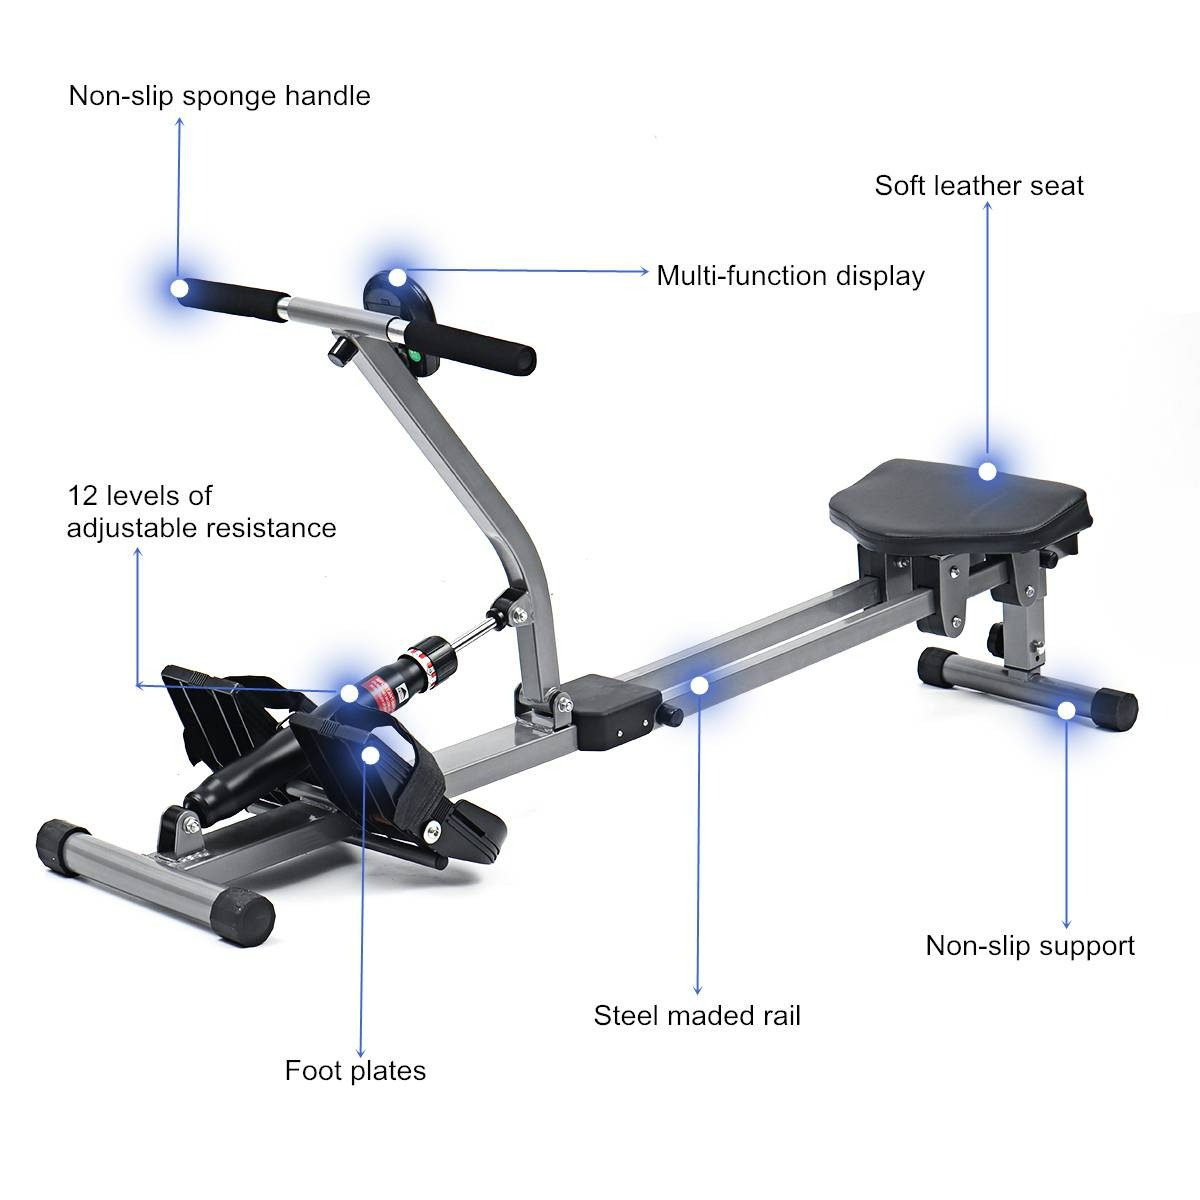 Non-slip sponge handle
Soft leather seat
Multi-function display
12 levels of
adjustable resistance
Non-slip support
Steel maded rail
Foot plates